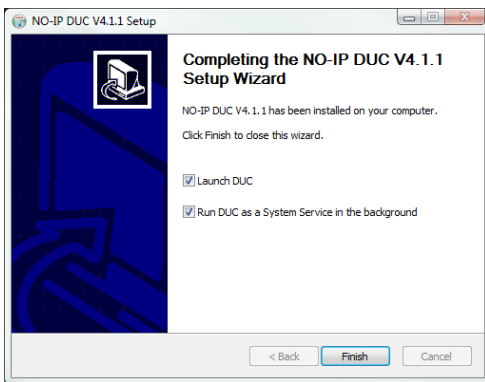 NO-IP DUC V4.1.1 Setup
Completing the NO-IP DUC V4.1.1
Setup Wizard
NO-IP DUC V4.1.1 has been installed on your computer.
Click Finish to close this wizard.
Launch DUC
Run DUC as a System Service in the background
< Back
Finish
Cancel